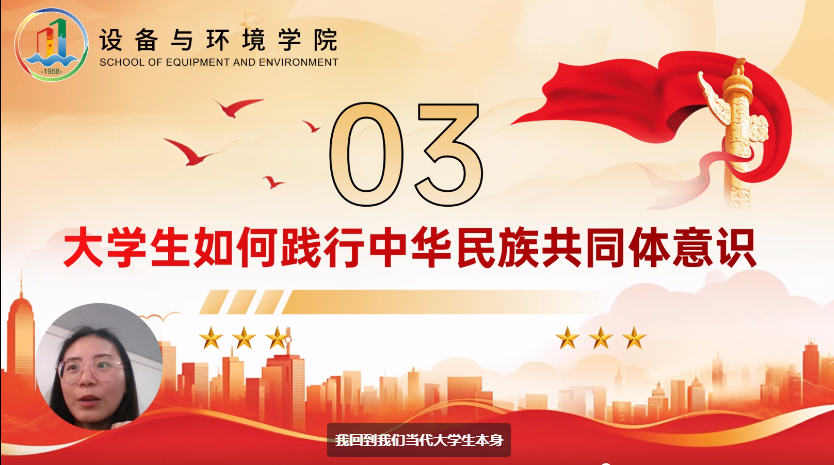 设备与环境学院
SCHOOL OF EQUIPMENT AND ENVIRONMENT
·1958·
03
大学生如何践行中华民族共同体意识
我回到我们当代大学生本身